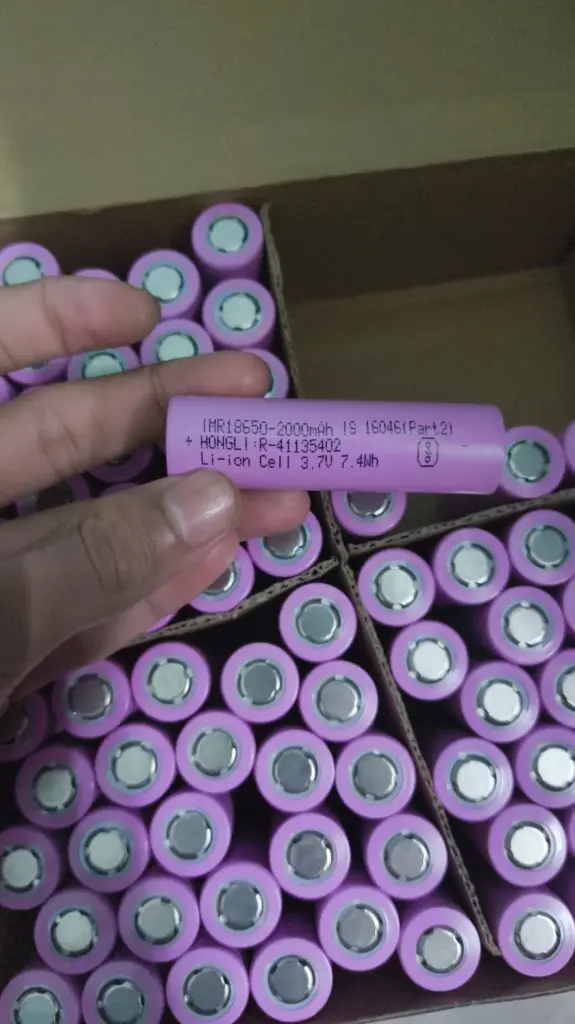 IMR18650-2000mAh IS 16046(Part2)
+ HONGLI:R-41135402
Li-ion Cell 3.7V 7.4Wh